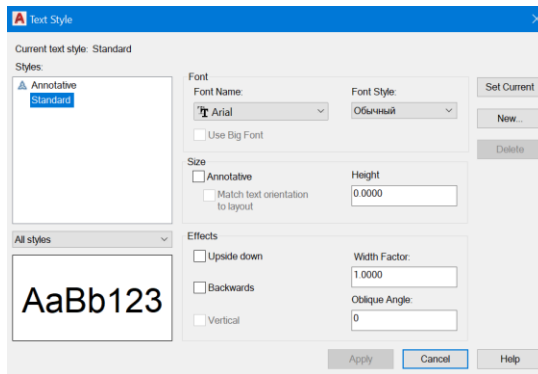 Text Style
Current text style: Standard
Styles:
Annotative
Standard
All styles
AaBb123
Font
Font Name:
Font Style:
Arial
Обычный
Use Big Font
Size
Annotative
Height
Match text orientation
to layout
0.0000
Effects
Upside down
Width Factor:
1.0000
Backwards
Oblique Angle:
Vertical
0
Set Current
New...
Delete
Apply
Cancel
Help